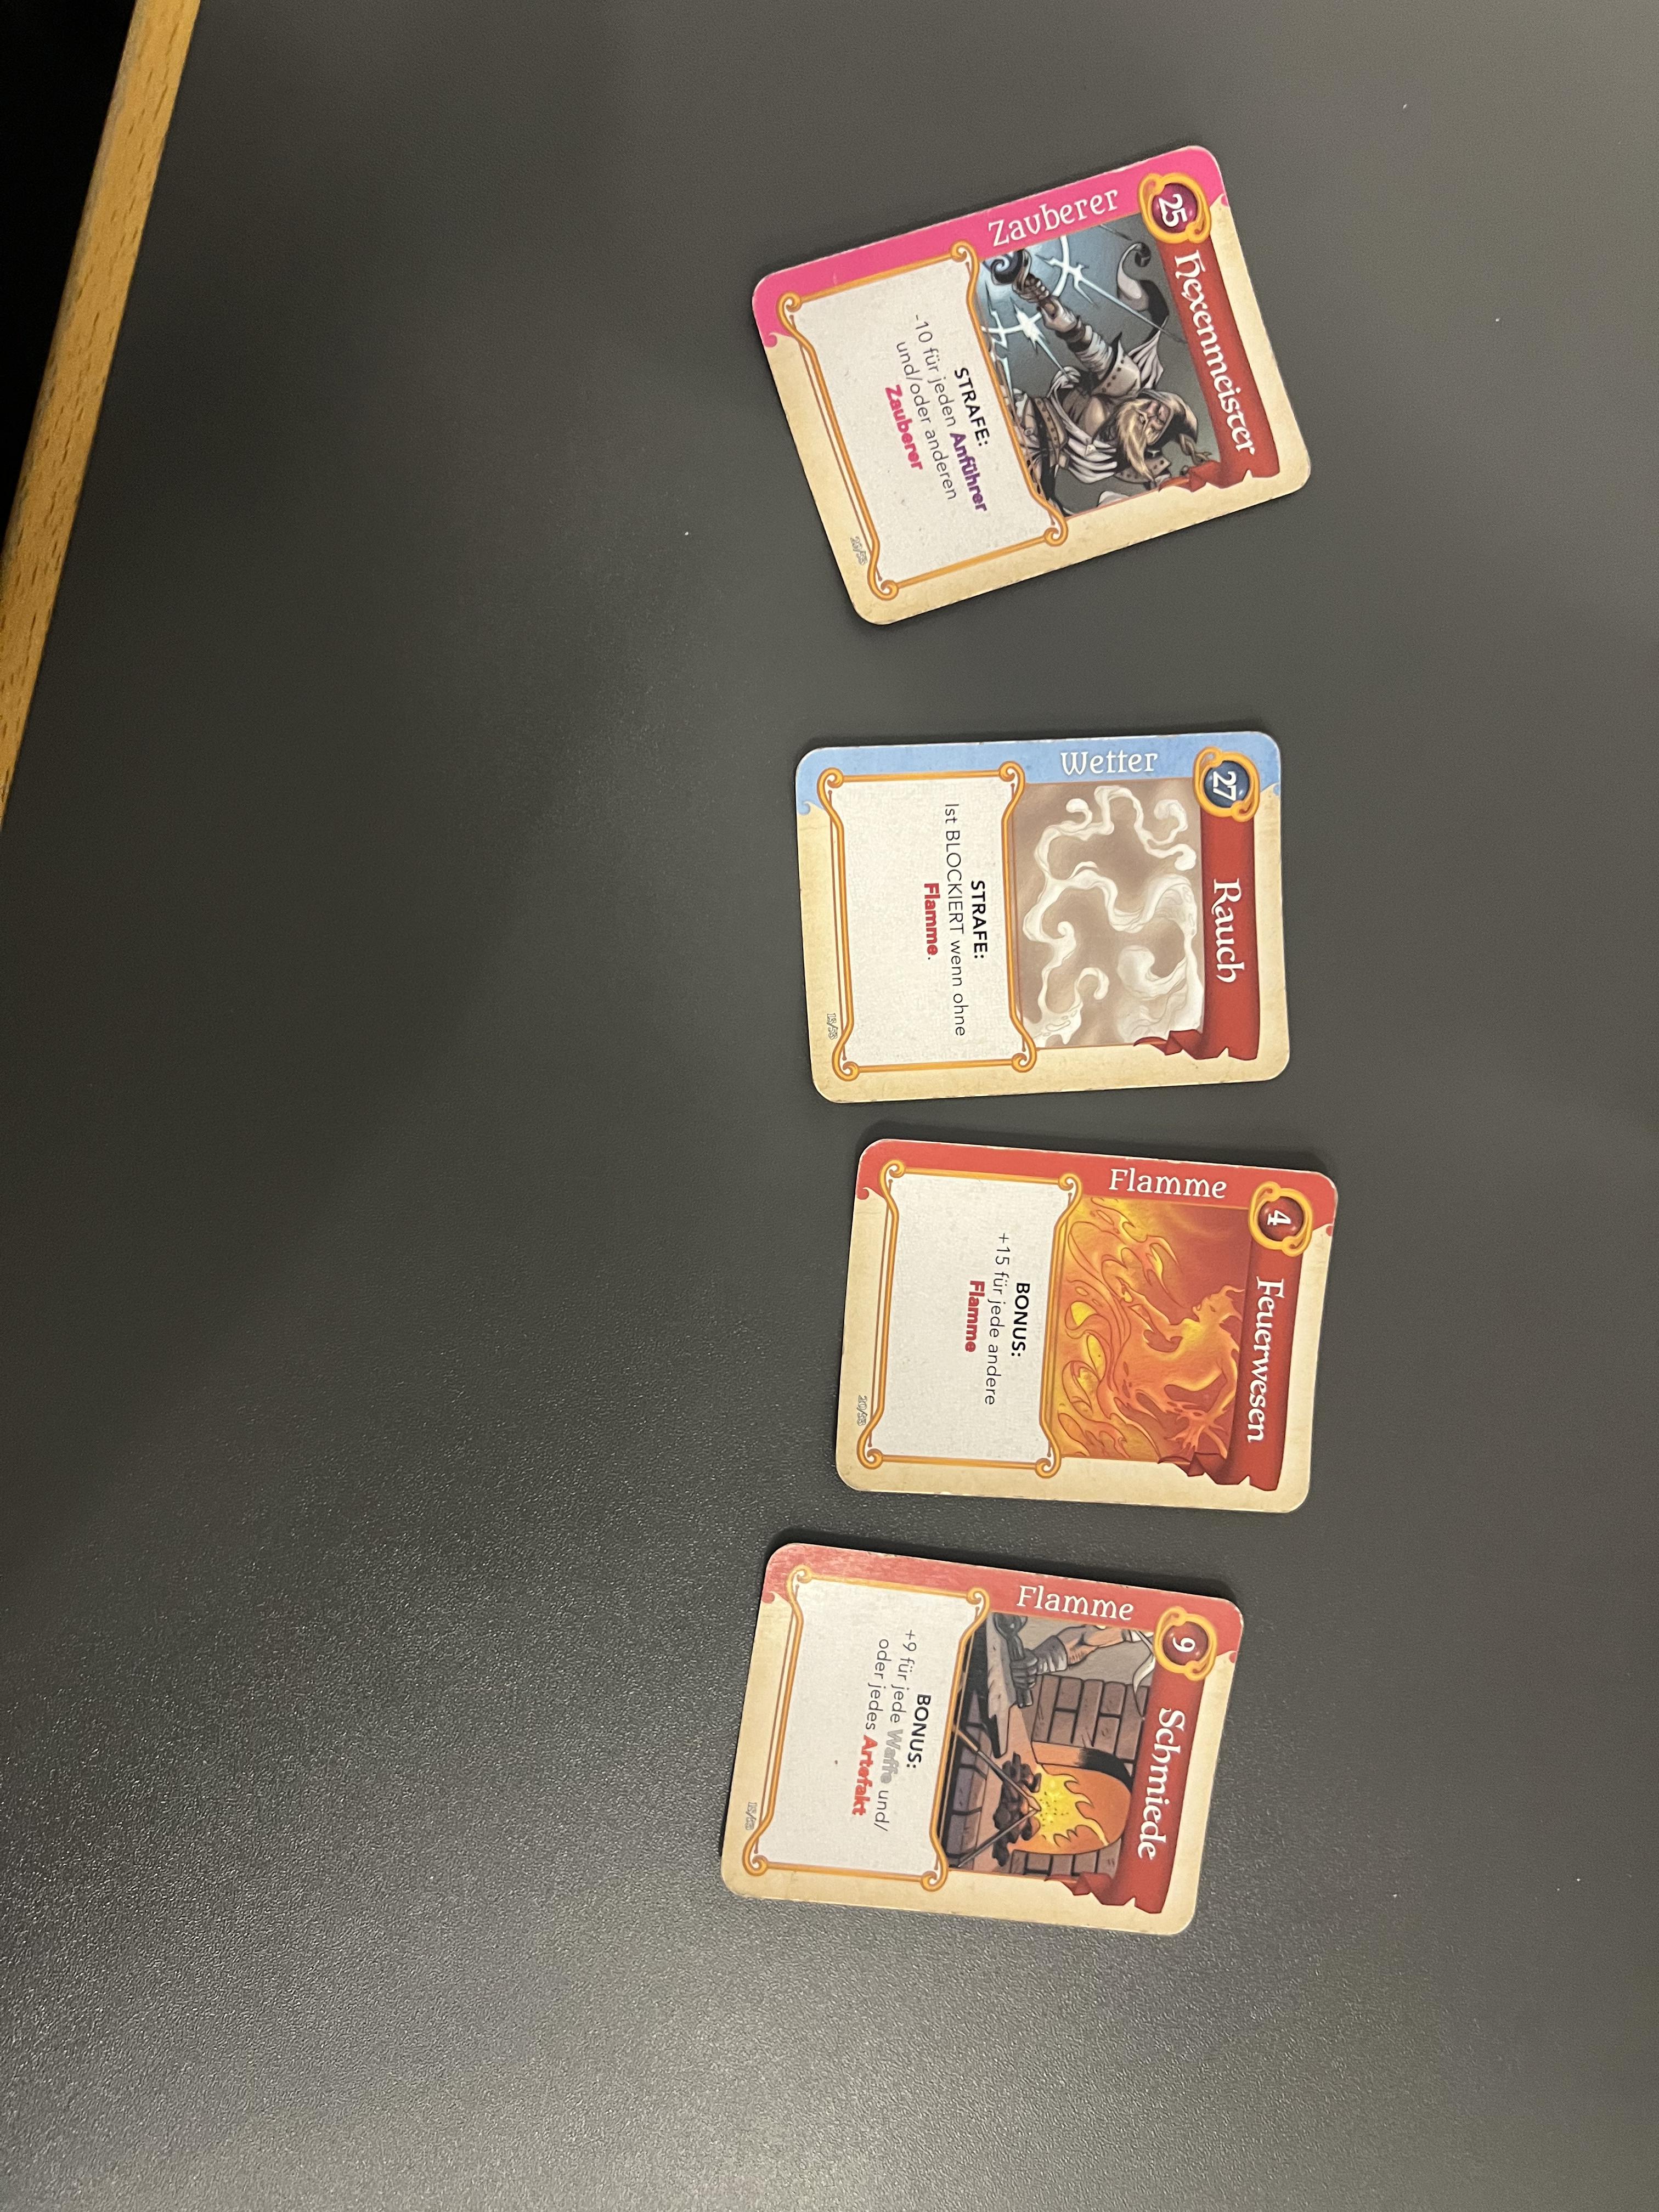 25
Hexenmeister
Zauberer
STRAFE:
-10 für jeden Anführer
und/oder anderen
Zauberer
27
Rauch
Wetter
STRAFE:
Ist BLOCKIERT wenn ohne
Flamme.
4
Feuerwesen
Flamme
BONUS:
+15 für jede andere
Flamme
20/53
9
Schmiede
Flamme
BONUS:
+9 für jede Waffe und/
oder jedes Artefakt